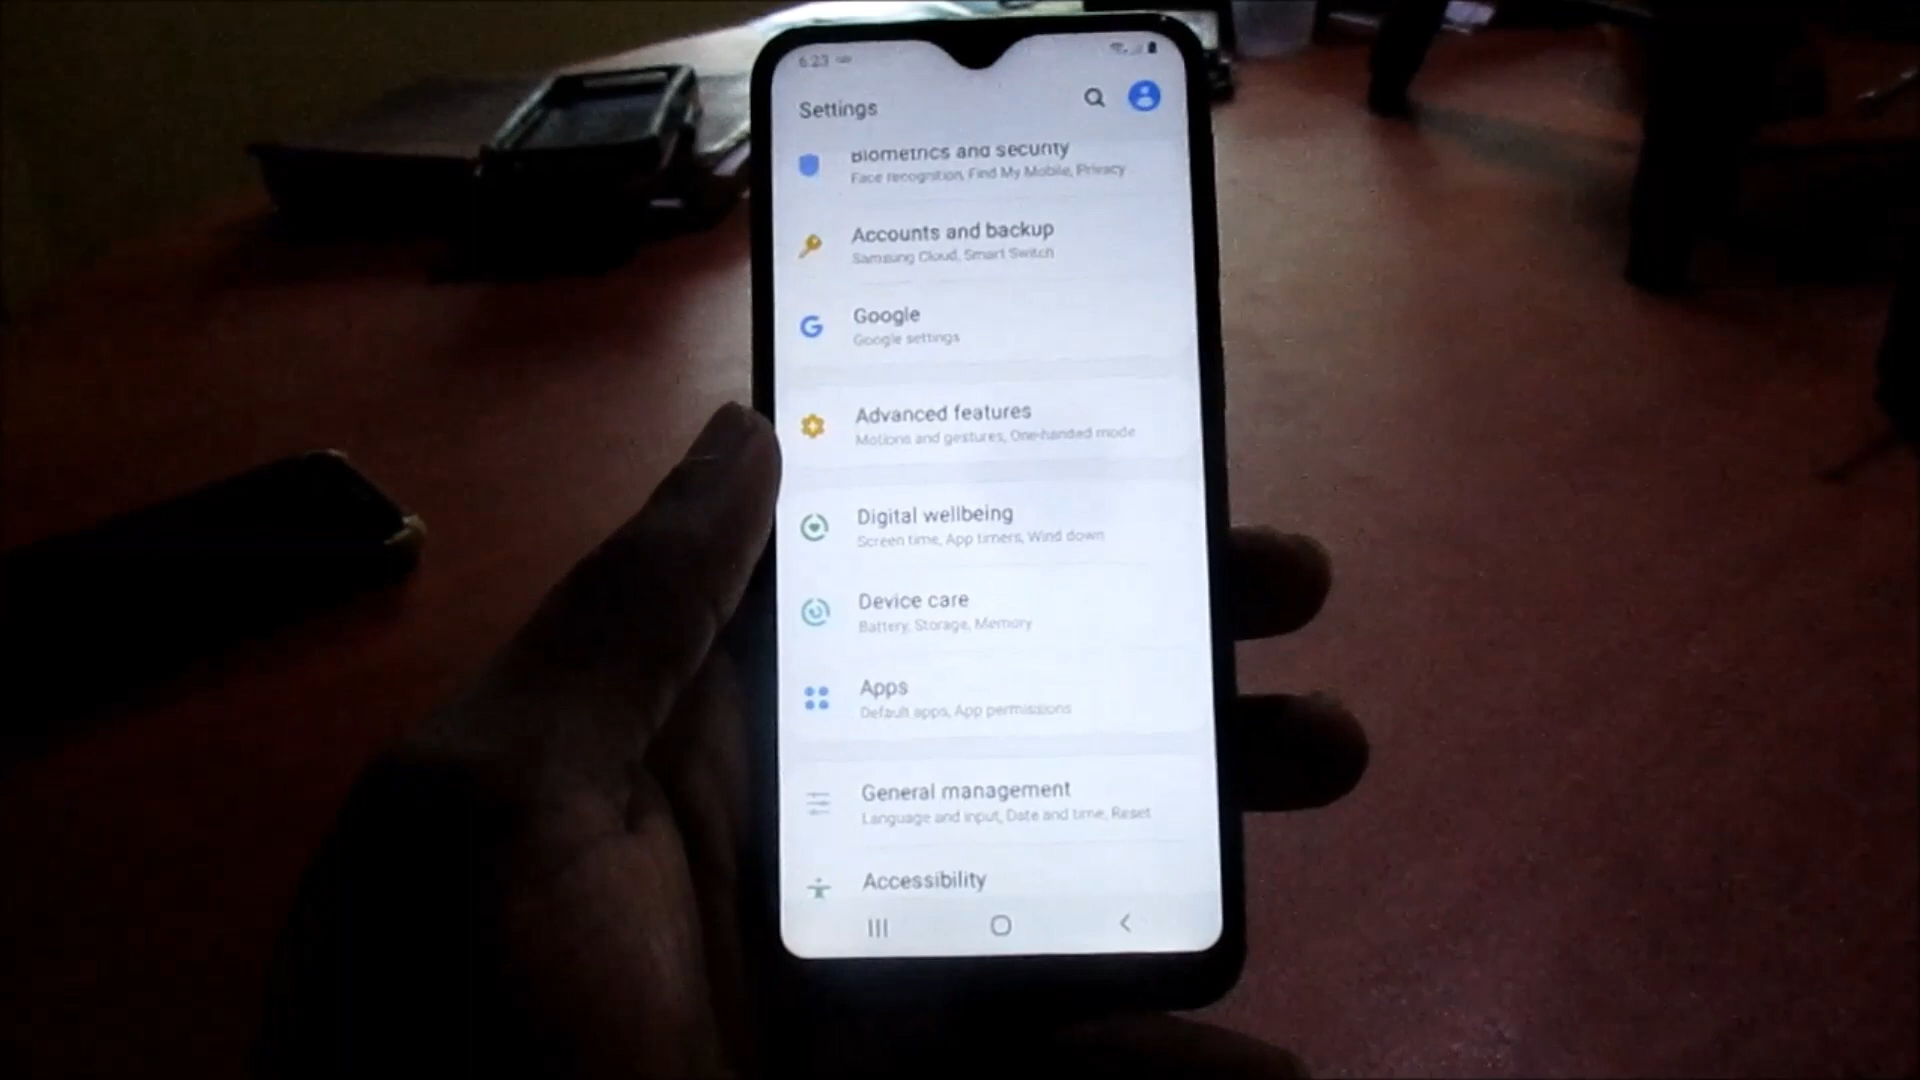 6:23
Settings
Biometrics and security
Face recognition, Find My Mobile, Privacy
Accounts and backup
Samsung Cloud, Smart Switch
Google
Google settings
Advanced features
Motions and gestures, One-handed mode
Digital wellbeing
Screen time, App timers, Wind down
Device care
Battery, Storage, Memory
Apps
Default apps, App permissions
General management
Language and input, Date and time, Reset
Accessibility